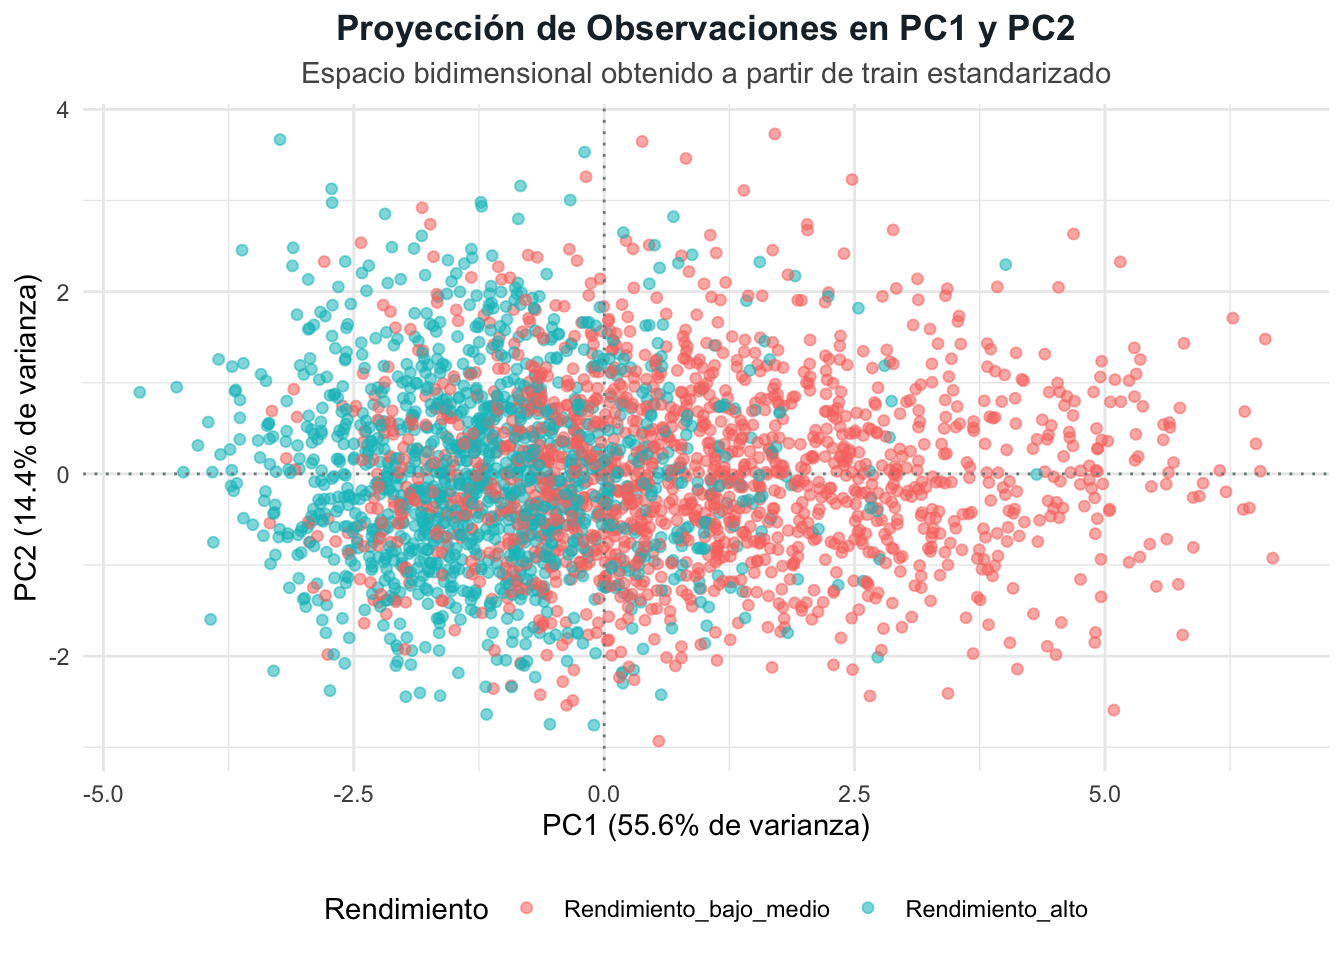 Proyección de Observaciones en PC1 y PC2
Espacio bidimensional obtenido a partir de train estandarizado
4
2
0
-2
PC2 (14.4% de varianza)
-5.0 -2.5 0.0 2.5 5.0
PC1 (55.6% de varianza)
Rendimiento Rendimiento_bajo_medio Rendimiento_alto